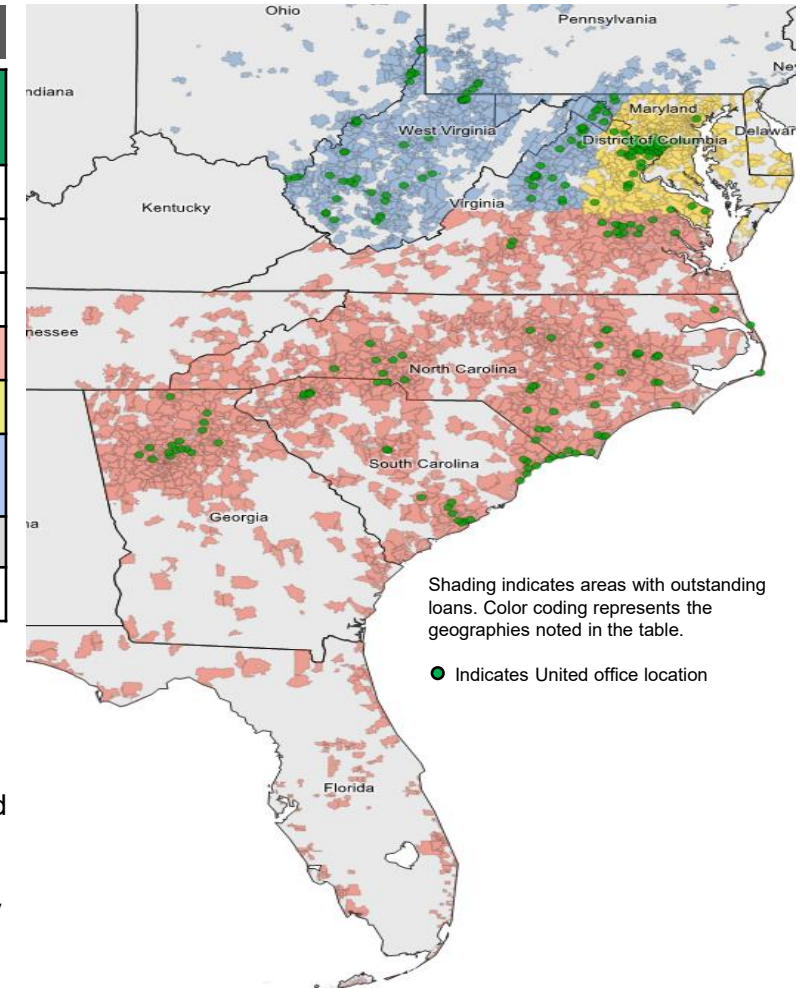 Ohio
Pennsylvania
ndiana
Maryland
West Virginia
District of Columbia
Delawar
Kentucky
Virginia
nessee
North Carolina
South Carolina
Georgia
Shading indicates areas with outstanding
loans. Color coding represents the
geographies noted in the table.
Indicates United office location
Florida